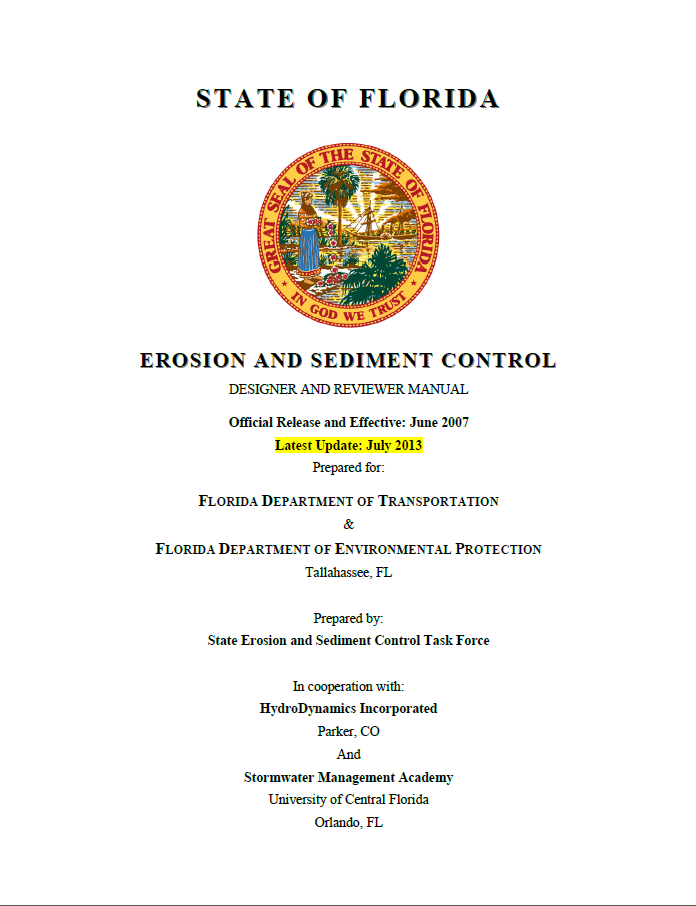 STATE OF FLORIDA
GREAT SEAL OF THE STATE OF FLORIDA
IN GOD WE TRUST
EROSION AND SEDIMENT CONTROL
DESIGNER AND REVIEWER MANUAL
Official Release and Effective: June 2007
Latest Update: July 2013
Prepared for:
FLORIDA DEPARTMENT OF TRANSPORTATION
&
FLORIDA DEPARTMENT OF ENVIRONMENTAL PROTECTION
Tallahassee, FL
Prepared by:
State Erosion and Sediment Control Task Force
In cooperation with:
HydroDynamics Incorporated
Parker, CO
And
Stormwater Management Academy
University of Central Florida
Orlando, FL